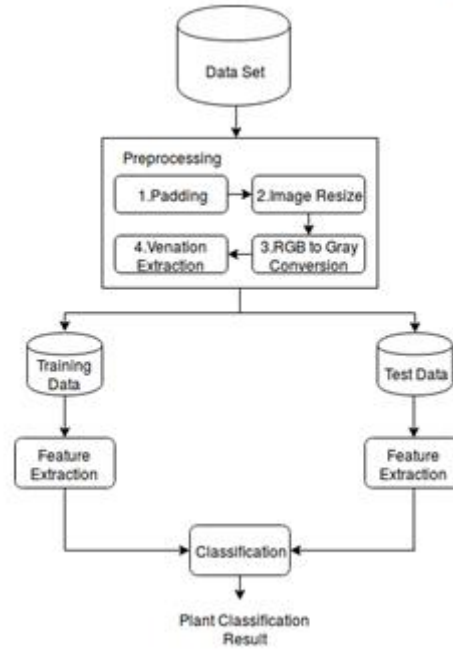 Data Set
Preprocessing
1.Padding
2.Image Resize
4.Venation
Extraction
3.RGB to Gray
Conversion
Training
Data
Test Data
Feature
Extraction
Feature
Extraction
Classification
Plant Classification
Result